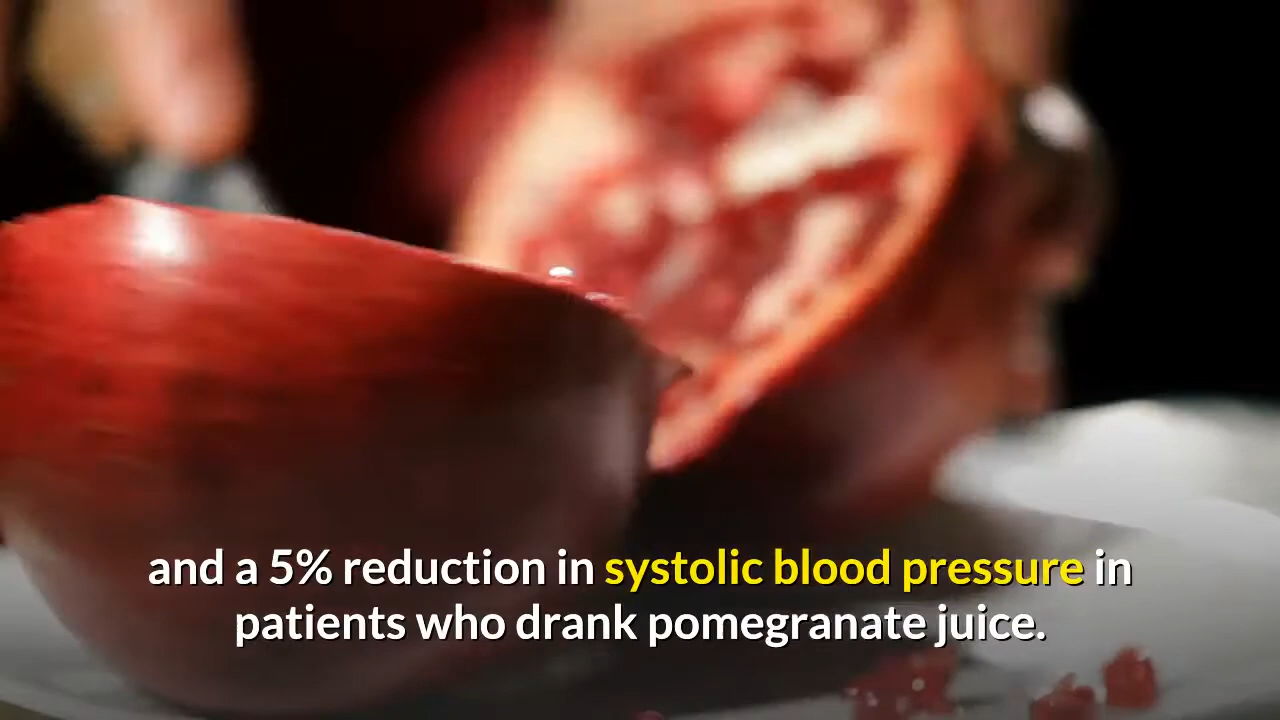 and a 5% reduction in systolic blood pressure in
patients who drank pomegranate juice.